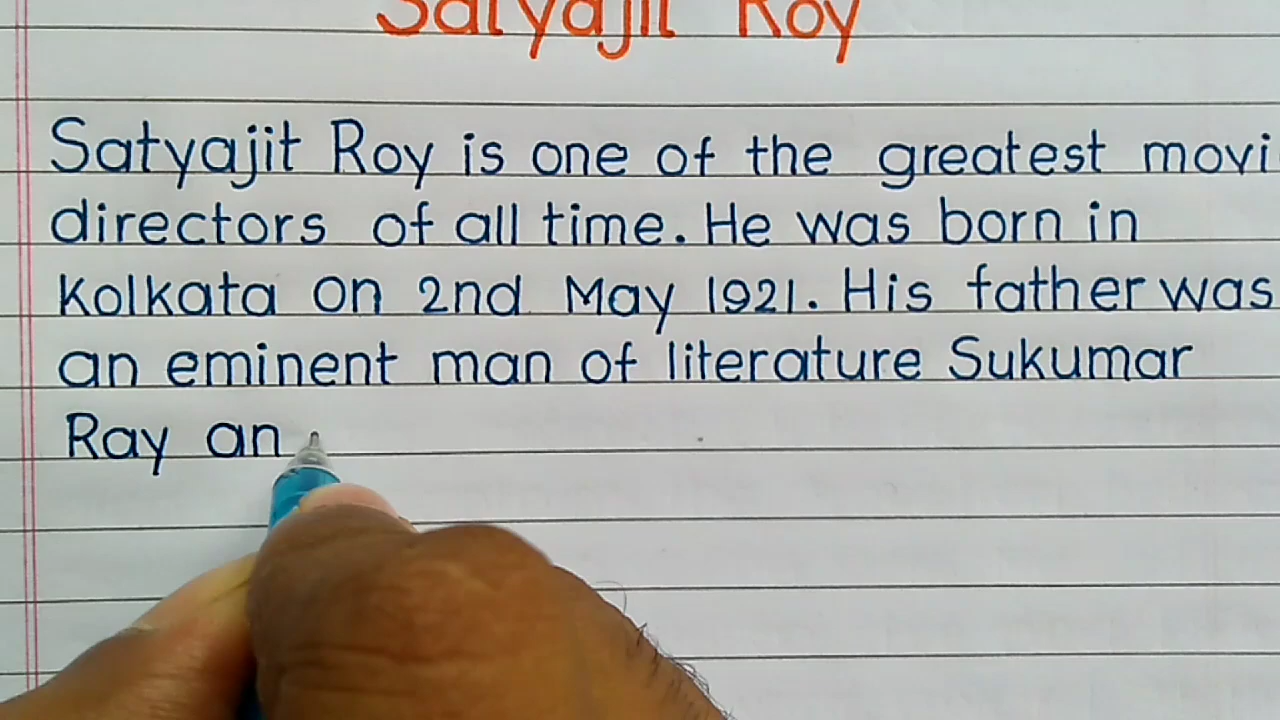 Satyajit Roy
Satyajit Roy is one of the greatest movi
directors of all time. He was born in
Kolkata on 2nd May 1921. His father was
an eminent man of literature Sukumar
Ray an